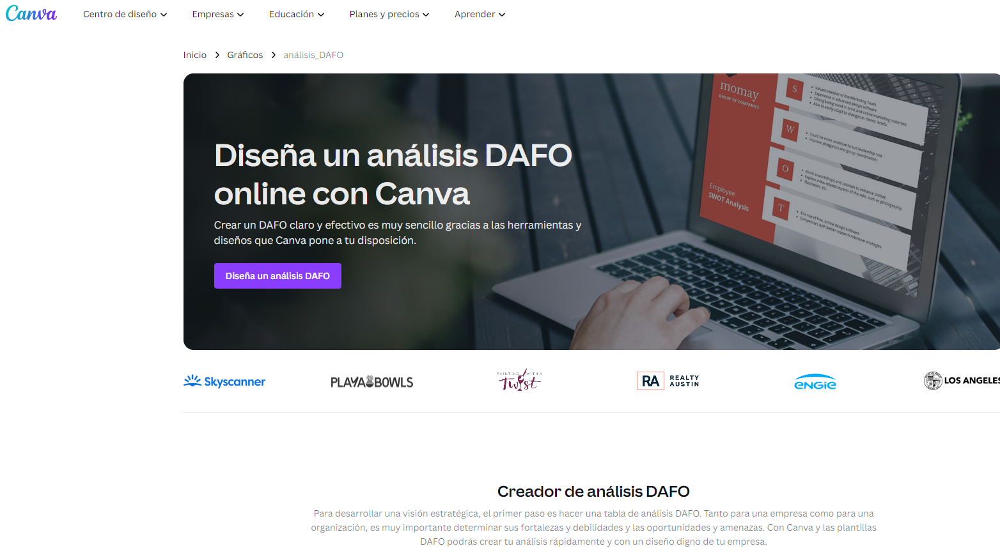 Canva Centro de diseño Empresas Educación Planes y precios Aprender
Inicio > Gráficos > análisis_DAFO
Diseña un análisis DAFO
online con Canva
Crear un DAFO claro y efectivo es muy sencillo gracias a las herramientas y
diseños que Canva pone a tu disposición.
Diseña un análisis DAFO
momay
GROUP OF COMPANIES
Employee
SWOT Analysis
S
Valued member of the Marketing Team
Experience in advanced design software
Strong background in print and online marketing materials
Able to easily adapt to changes in clients' briefs
W
Could be more assertive to suit leadership role
Improve delegation and group coordination
O
Enroll in workshops and tutorials to enhance skillset
Explore a few related aspects of the role, such as photography,
illustration, etc.
T
The rise of free, online design software
Competitors with better research-intensive strategies
Skyscanner
PLAYA BOWLS
PAINTING WITH A
Twist
RA REALTY
AUSTIN
ENGIE
LOS ANGELES
Creador de análisis DAFO
Para desarrollar una visión estratégica, el primer paso es hacer una tabla de análisis DAFO. Tanto para una empresa como para una
organización, es muy importante determinar sus fortalezas y debilidades y las oportunidades y amenazas. Con Canva y las plantillas
DAFO podrás crear tu análisis rápidamente y con un diseño digno de tu empresa.